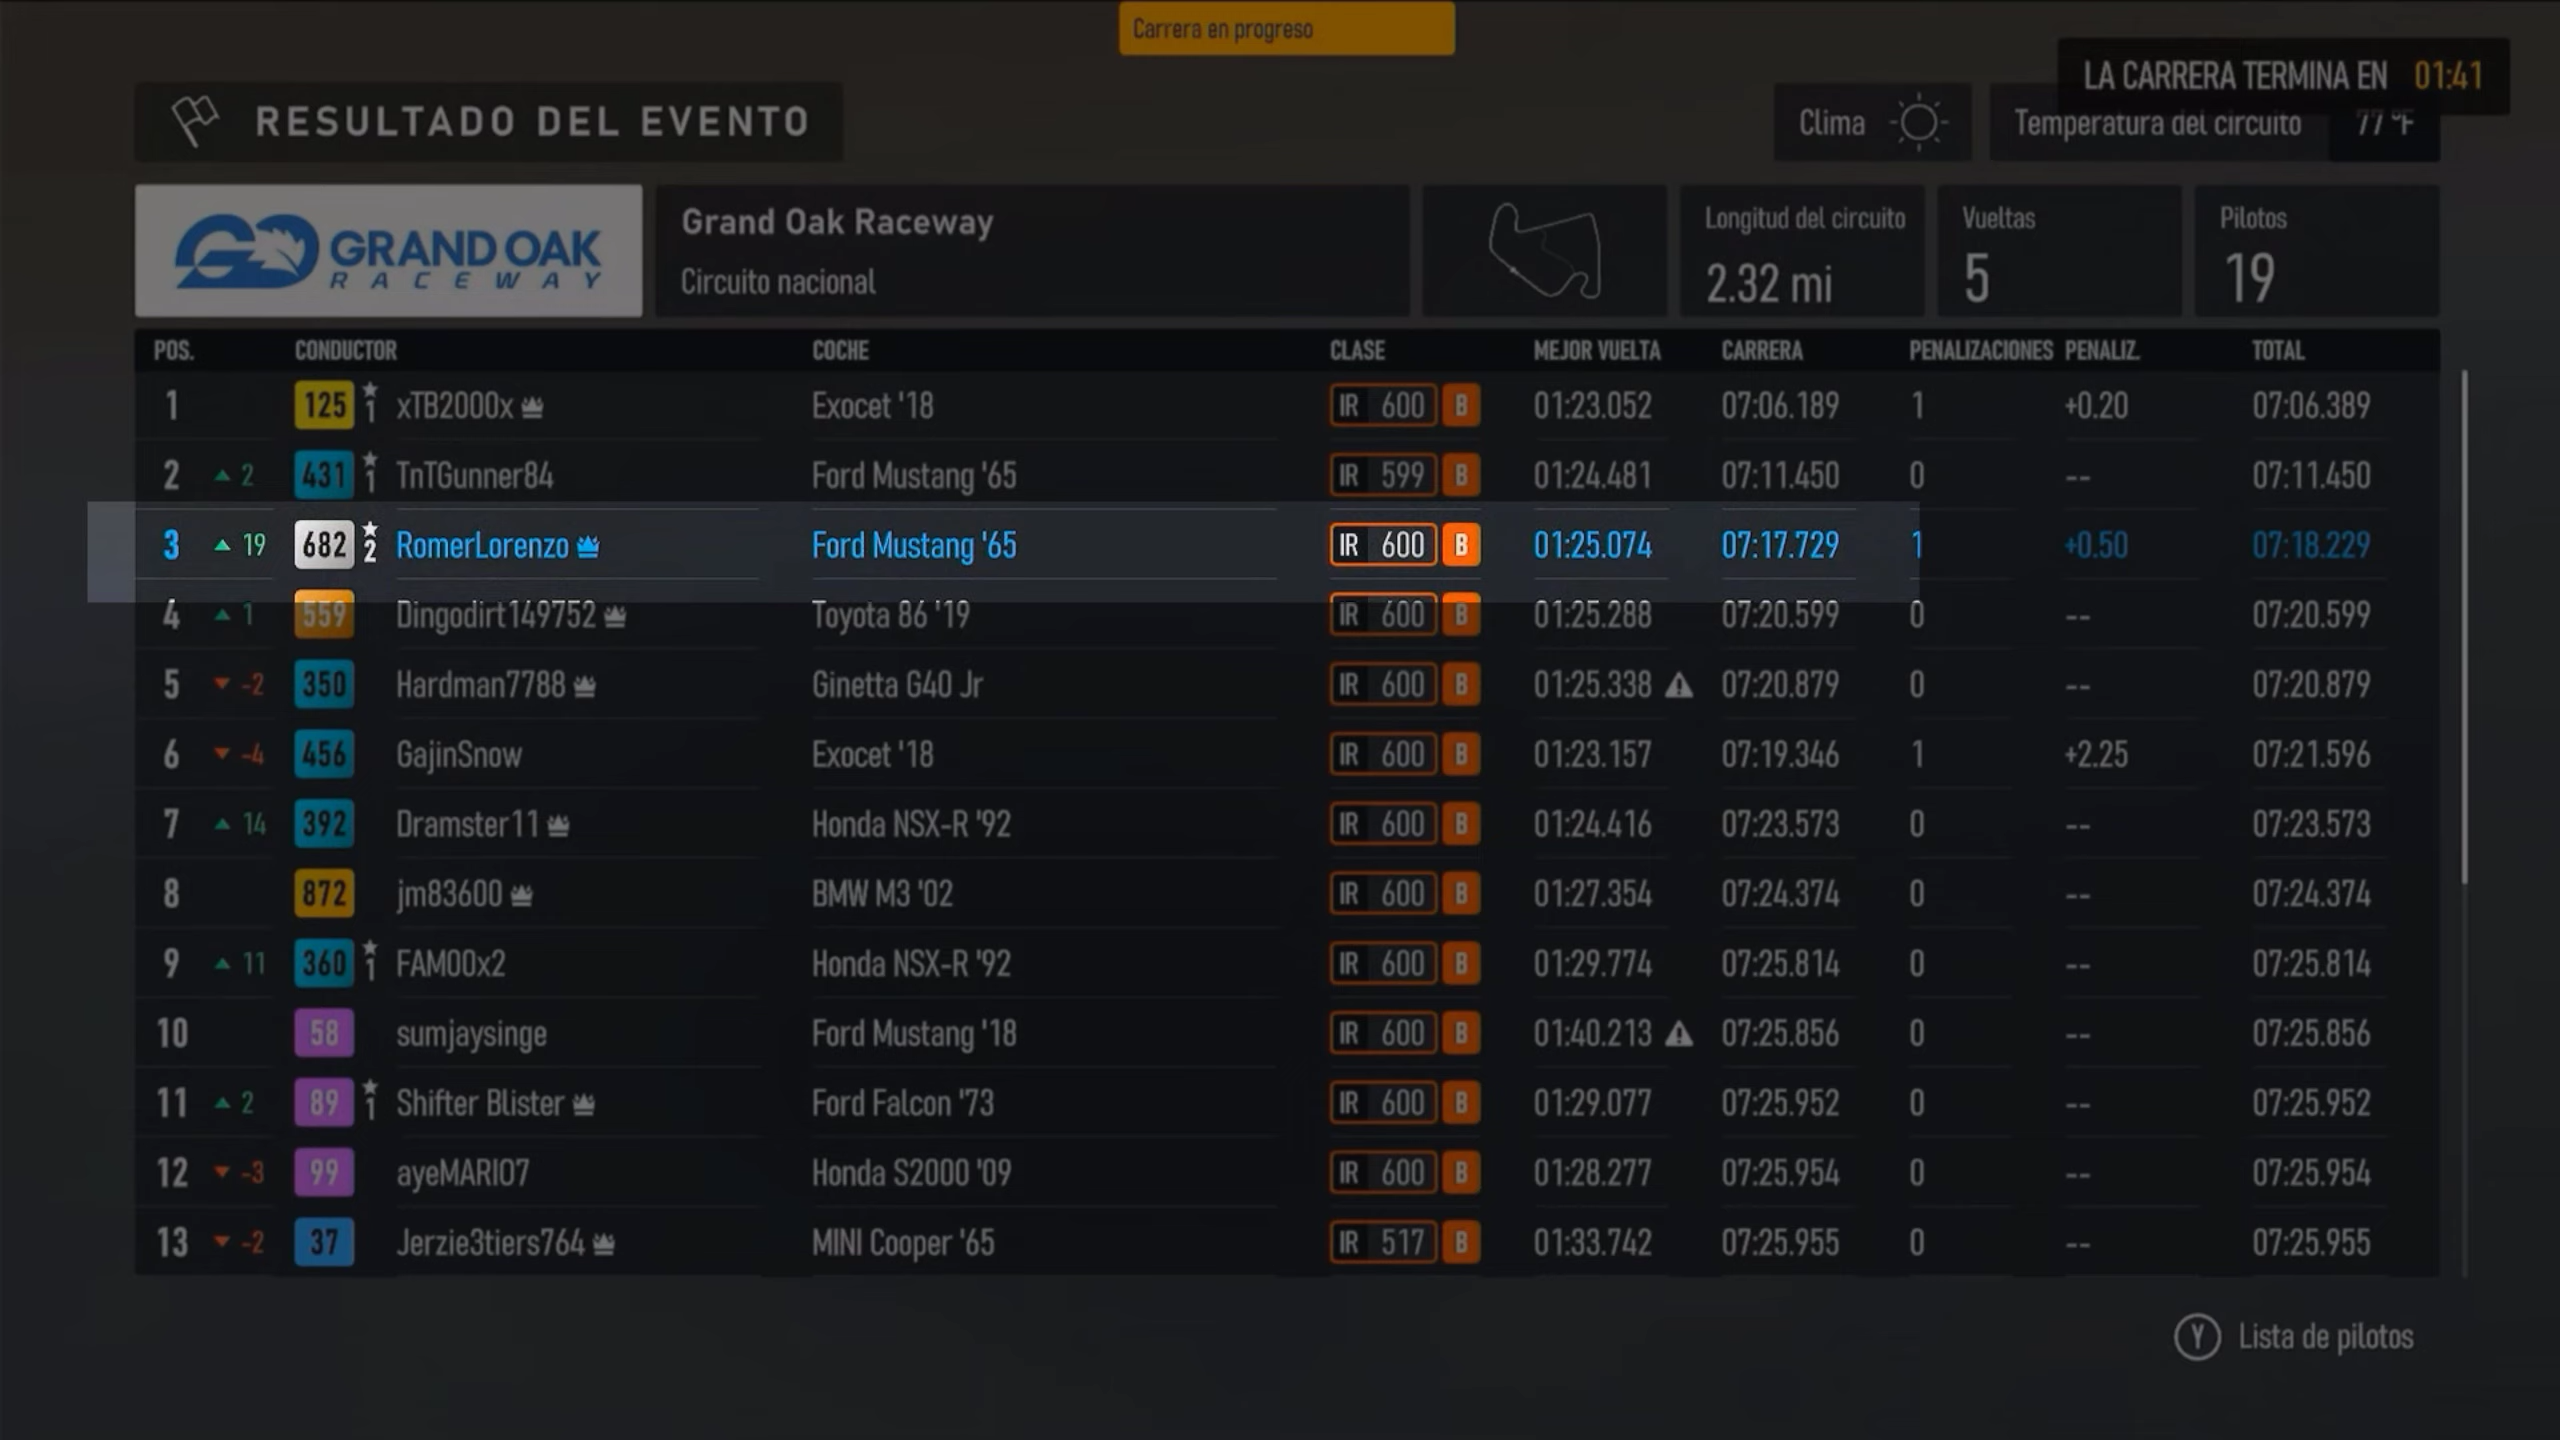 Carrera en progreso
LA CARRERA TERMINA EN 01:41
RESULTADO DEL EVENTO
Clima
Temperatura del circuito 77 °F
GRAND OAK
RACEWAY
Grand Oak Raceway
Circuito nacional
Longitud del circuito
2.32 mi
Vueltas
5
Pilotos
19
POS. CONDUCTOR COCHE CLASE MEJOR VUELTA CARRERA PENALIZACIONES PENALIZ. TOTAL
1 125 1 xTB2000x Exocet '18 IR 600 B 01:23.052 07:06.189 1 +0.20 07:06.389
2 2 431 1 TnTGunner84 Ford Mustang '65 IR 599 B 01:24.481 07:11.450 0 -- 07:11.450
3 19 682 2 RomerLorenzo Ford Mustang '65 IR 600 B 01:25.074 07:17.729 1 +0.50 07:18.229
4 1 559 Dingodirt149752 Toyota 86 '19 IR 600 B 01:25.288 07:20.599 0 -- 07:20.599
5 -2 350 Hardman7788 Ginetta G40 Jr IR 600 B 01:25.338 07:20.879 0 -- 07:20.879
6 -4 456 GajinSnow Exocet '18 IR 600 B 01:23.157 07:19.346 1 +2.25 07:21.596
7 14 392 Dramster11 Honda NSX-R '92 IR 600 B 01:24.416 07:23.573 0 -- 07:23.573
8 872 jm83600 BMW M3 '02 IR 600 B 01:27.354 07:24.374 0 -- 07:24.374
9 11 360 1 FAM00x2 Honda NSX-R '92 IR 600 B 01:29.774 07:25.814 0 -- 07:25.814
10 58 sumjaysinge Ford Mustang '18 IR 600 B 01:40.213 07:25.856 0 -- 07:25.856
11 2 89 1 Shifter Blister Ford Falcon '73 IR 600 B 01:29.077 07:25.952 0 -- 07:25.952
12 -3 99 ayeMARIO7 Honda S2000 '09 IR 600 B 01:28.277 07:25.954 0 -- 07:25.954
13 -2 37 Jerzie3tiers764 MINI Cooper '65 IR 517 B 01:33.742 07:25.955 0 -- 07:25.955
Y Lista de pilotos